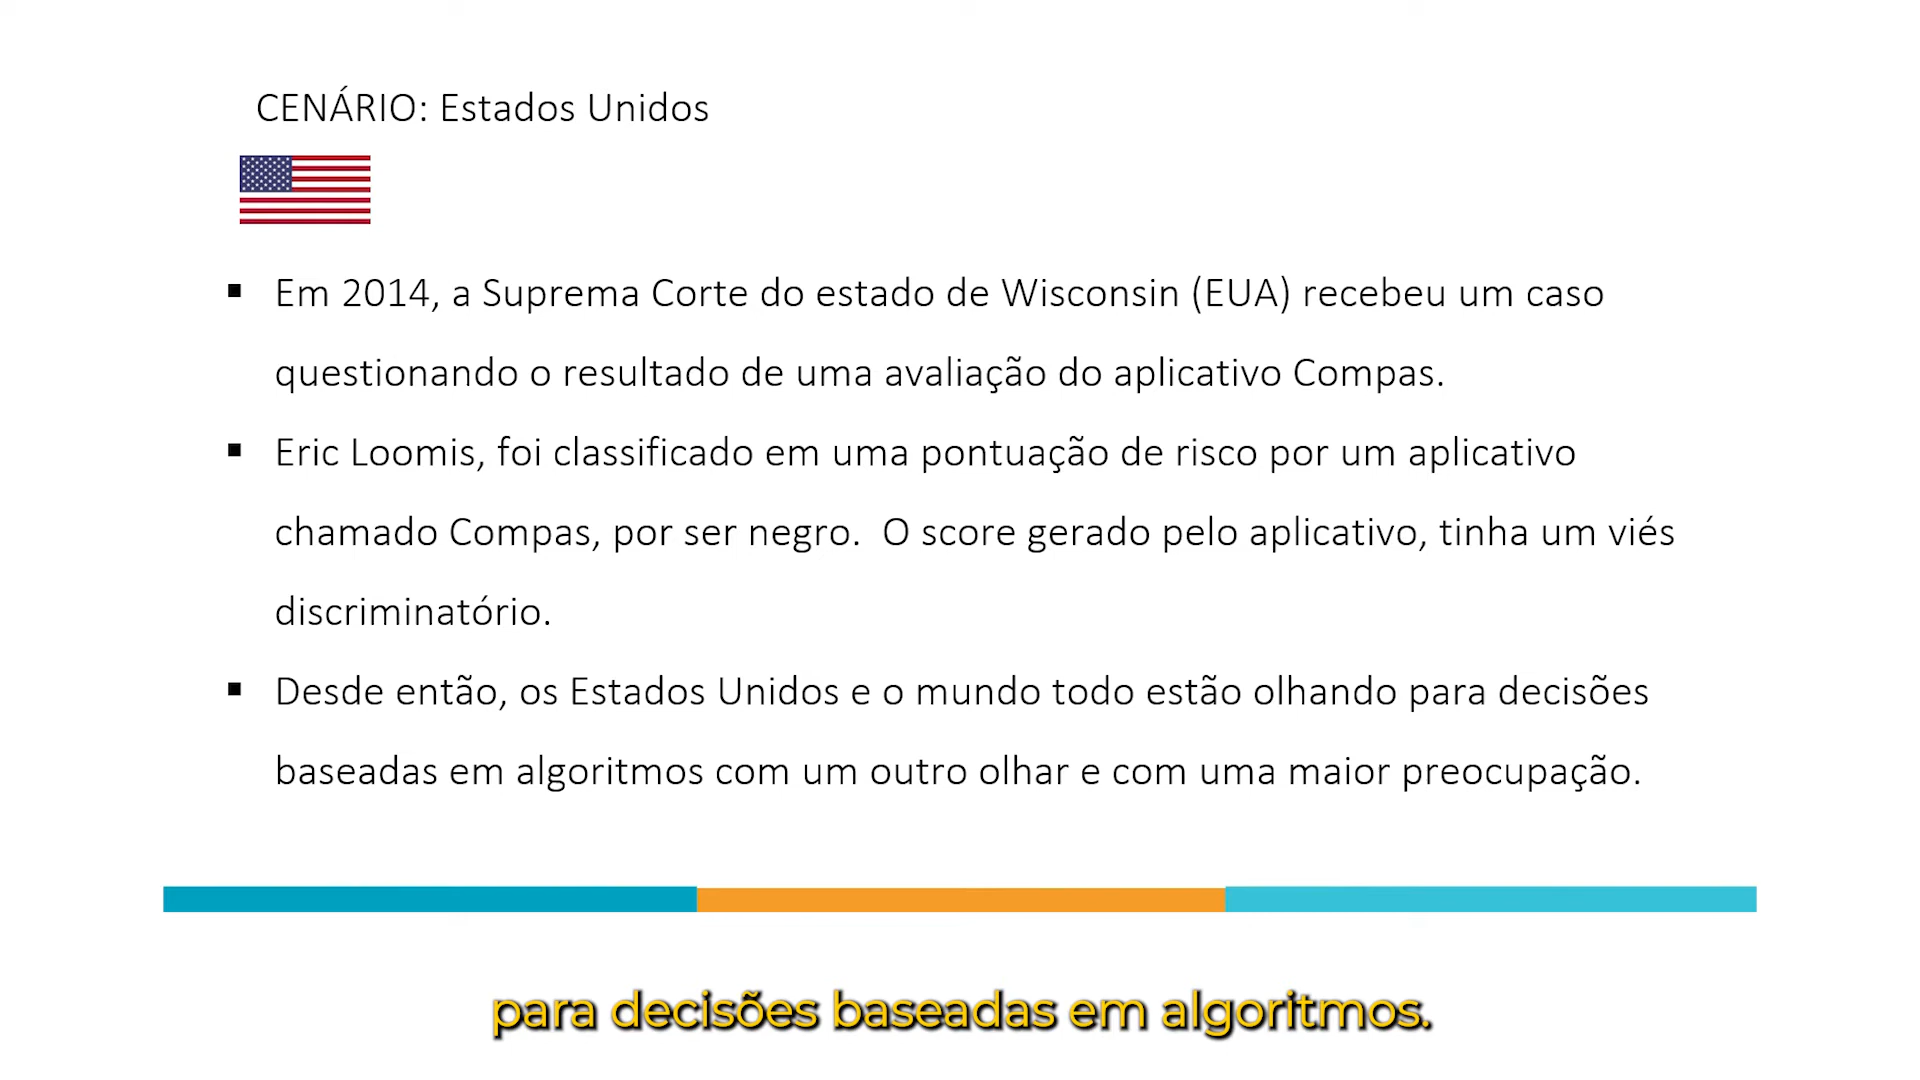 CENÁRIO: Estados Unidos
▪ Em 2014, a Suprema Corte do estado de Wisconsin (EUA) recebeu um caso
questionando o resultado de uma avaliação do aplicativo Compas.
▪ Eric Loomis, foi classificado em uma pontuação de risco por um aplicativo
chamado Compas, por ser negro.  O score gerado pelo aplicativo, tinha um viés
discriminatório.
▪ Desde então, os Estados Unidos e o mundo todo estão olhando para decisões
baseadas em algoritmos com um outro olhar e com uma maior preocupação.
para decisões baseadas em algoritmos.